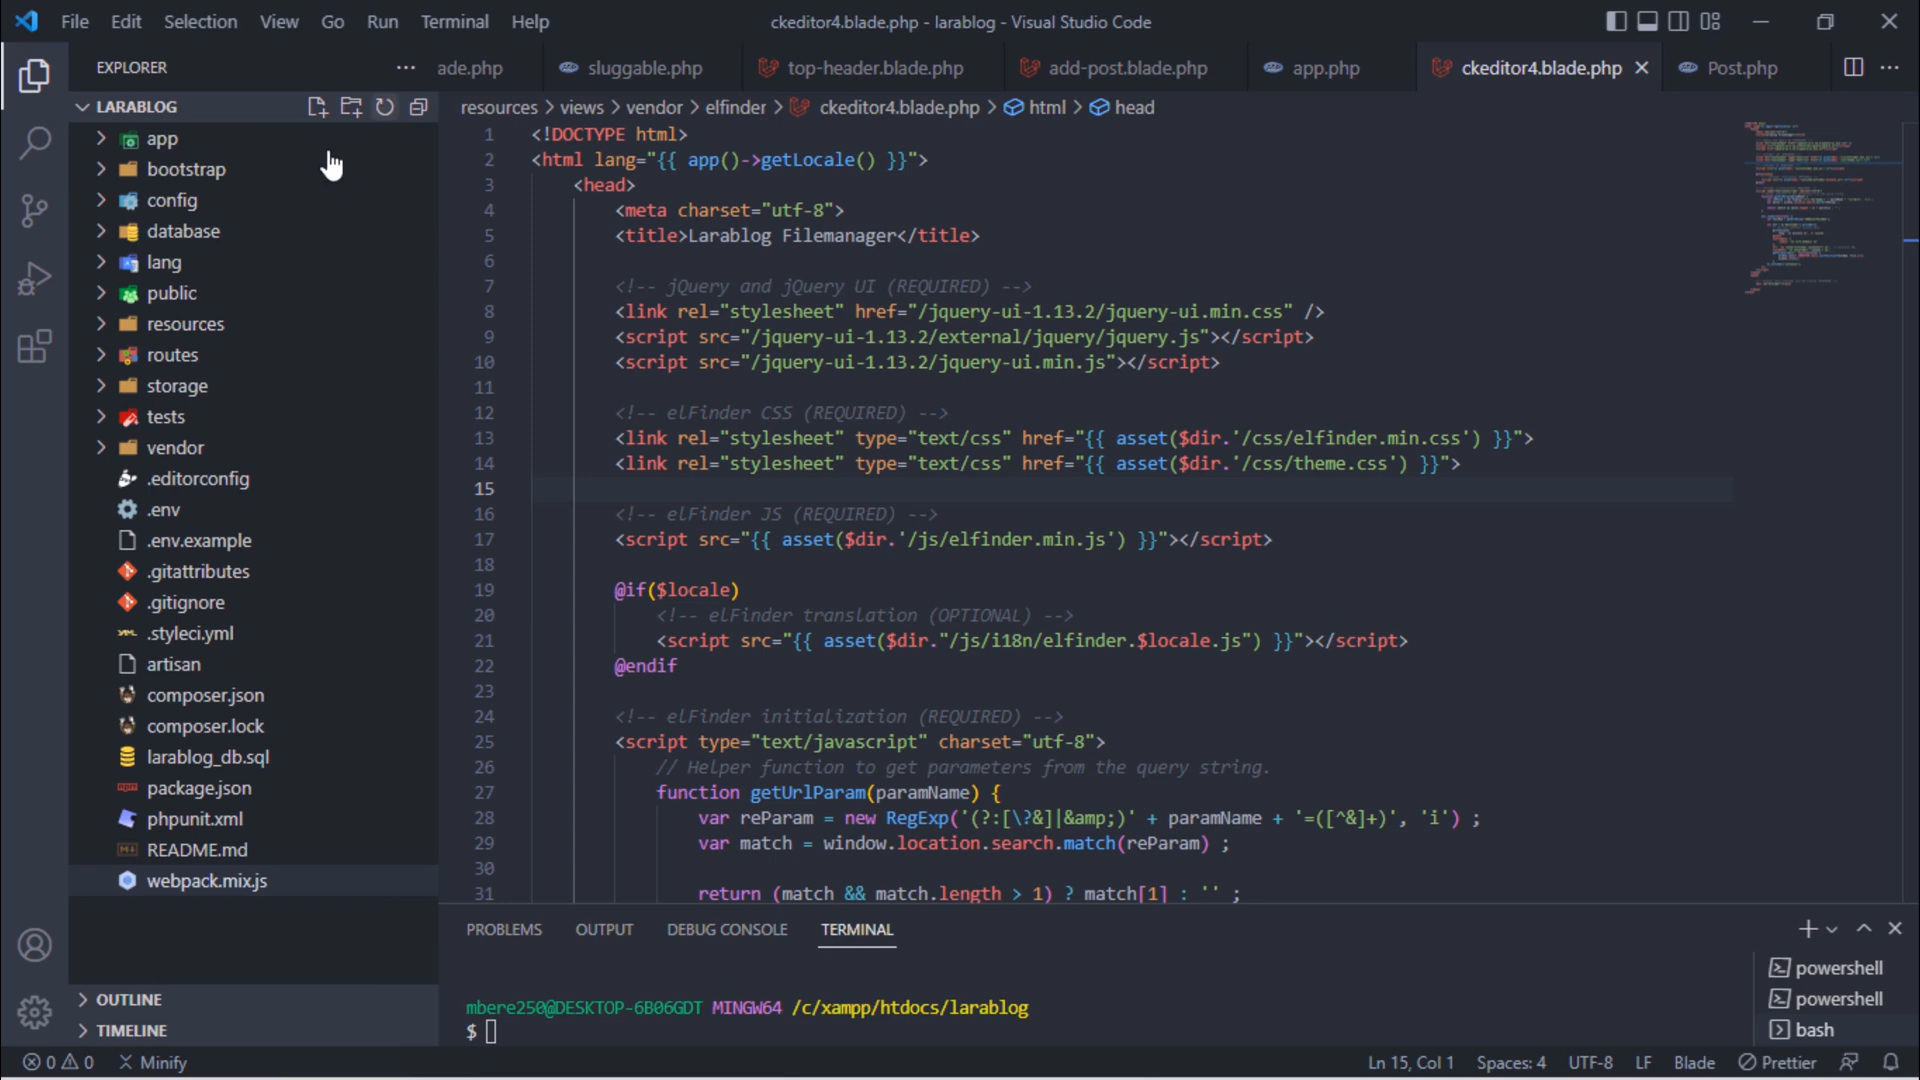 File Edit Selection View Go Run Terminal Help
ckeditor4.blade.php - larablog - Visual Studio Code
EXPLORER
ade.php sluggable.php top-header.blade.php add-post.blade.php app.php ckeditor4.blade.php Post.php
LARABLOG
resources > views > vendor > elfinder > ckeditor4.blade.php > html > head
app
bootstrap
config
database
lang
public
resources
routes
storage
tests
vendor
.editorconfig
.env
.env.example
.gitattributes
.gitignore
.styleci.yml
artisan
composer.json
composer.lock
larablog_db.sql
package.json
phpunit.xml
README.md
webpack.mix.js
OUTLINE
TIMELINE
1 <!DOCTYPE html>
2 <html lang="{{ app()->getLocale() }}">
3 <head>
4 <meta charset="utf-8">
5 <title>Larablog Filemanager</title>
6
7 <!-- jQuery and jQuery UI (REQUIRED) -->
8 <link rel="stylesheet" href="/jquery-ui-1.13.2/jquery-ui.min.css" />
9 <script src="/jquery-ui-1.13.2/external/jquery/jquery.js"></script>
10 <script src="/jquery-ui-1.13.2/jquery-ui.min.js"></script>
11
12 <!-- elFinder CSS (REQUIRED) -->
13 <link rel="stylesheet" type="text/css" href="{{ asset($dir.'/css/elfinder.min.css') }}">
14 <link rel="stylesheet" type="text/css" href="{{ asset($dir.'/css/theme.css') }}">
15
16 <!-- elFinder JS (REQUIRED) -->
17 <script src="{{ asset($dir.'/js/elfinder.min.js') }}"></script>
18
19 @if($locale)
20 <!-- elFinder translation (OPTIONAL) -->
21 <script src="{{ asset($dir."/js/i18n/elfinder.$locale.js") }}"></script>
22 @endif
23
24 <!-- elFinder initialization (REQUIRED) -->
25 <script type="text/javascript" charset="utf-8">
26 // Helper function to get parameters from the query string.
27 function getUrlParam(paramName) {
28 var reParam = new RegExp('(?:[\?&]|&amp;)' + paramName + '=([^&]+)', 'i') ;
29 var match = window.location.search.match(reParam) ;
30
31 return (match && match.length > 1) ? match[1] : '' ;
PROBLEMS OUTPUT DEBUG CONSOLE TERMINAL
mbere250@DESKTOP-6B06GDT MINGW64 /c/xampp/htdocs/larablog
$
powershell
powershell
bash
0 0 Minify
Ln 15, Col 1 Spaces: 4 UTF-8 LF Blade Prettier